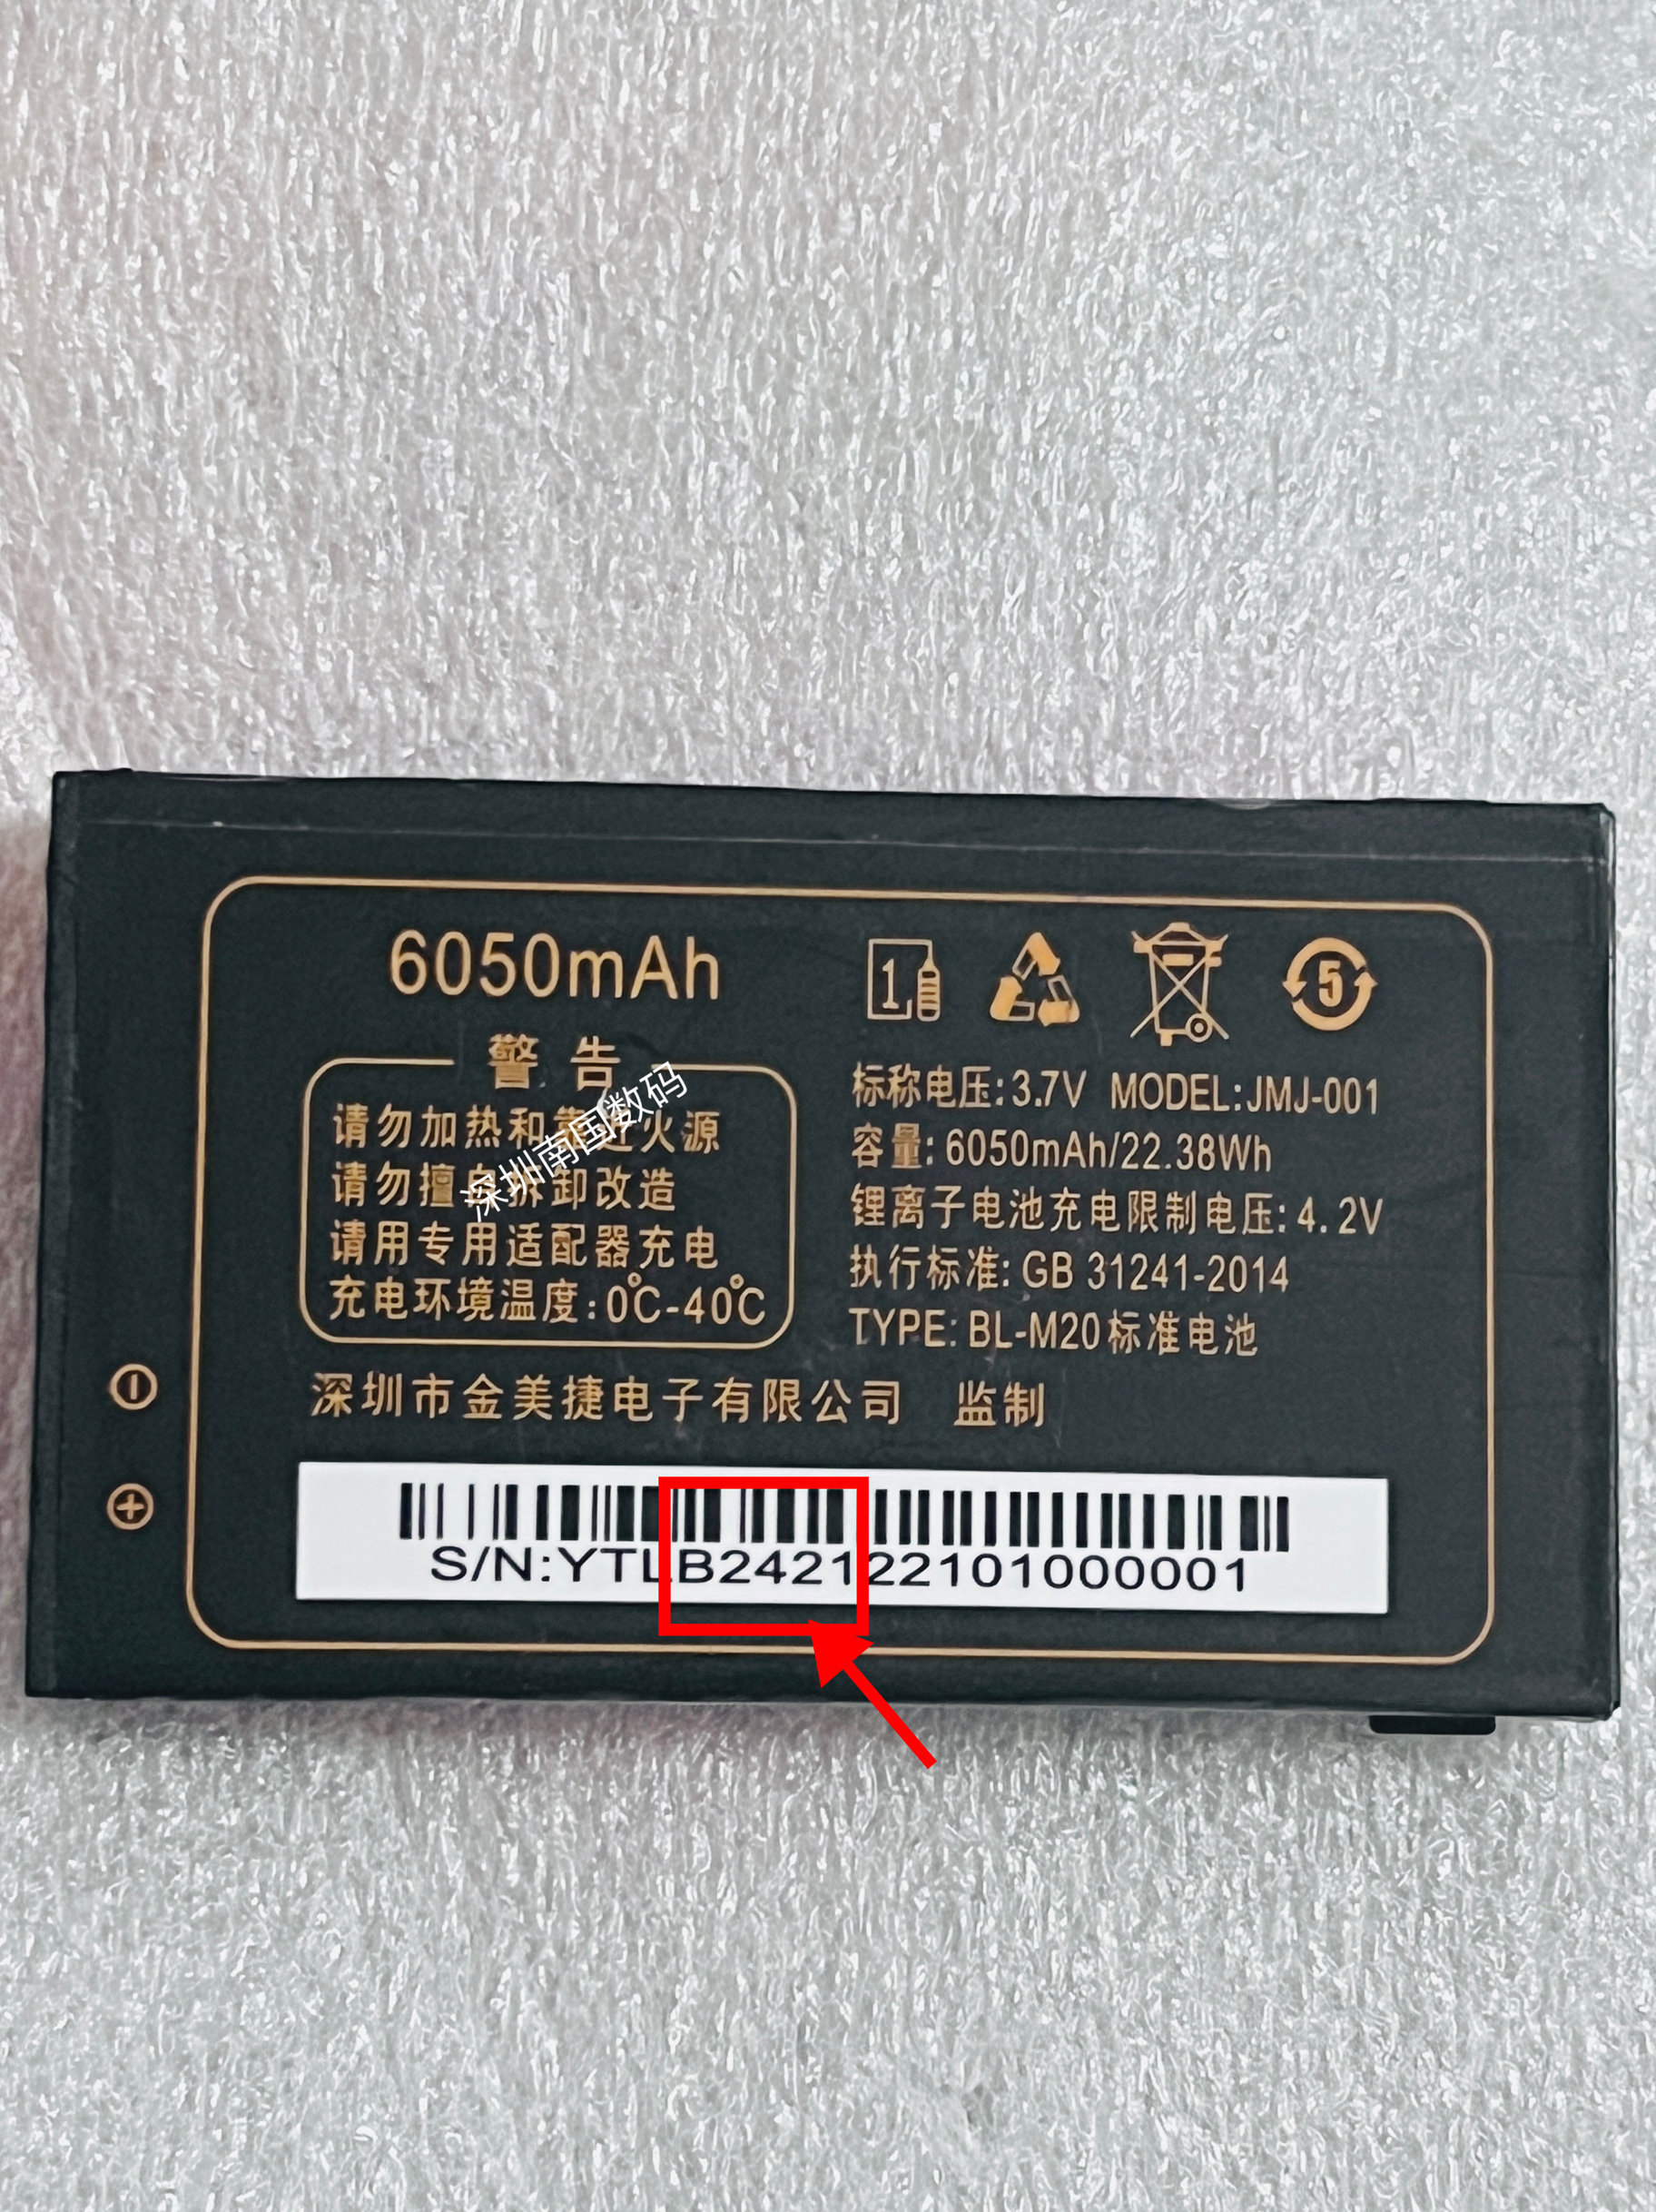 6050mAh
警告
请勿加热和靠近火源
请勿擅自拆卸改造
请用专用适配器充电
充电环境温度:0℃-40℃
1
5
标称电压:3.7V MODEL:JMJ-001
容量:6050mAh/22.38Wh
锂离子电池充电限制电压:4.2V
执行标准:GB 31241-2014
TYPE:BL-M20标准电池
深圳市金美捷电子有限公司 监制
S/N:YTLB2421221010000001
深圳南国数码